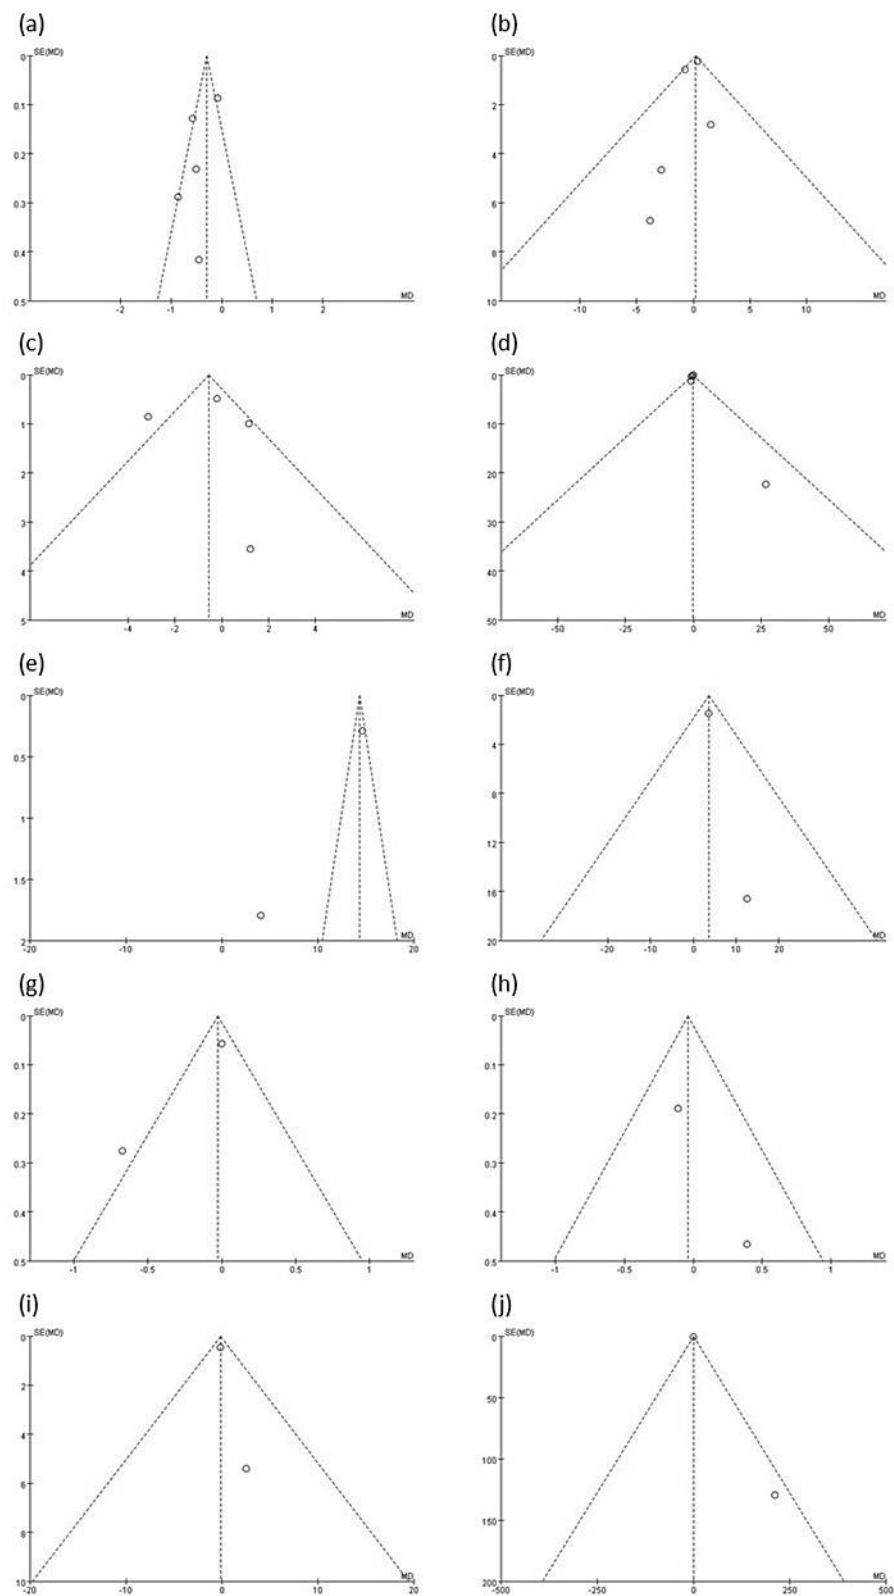 (a)
SE(MD)
0
0.1
0.2
0.3
0.4
0.5
-2 -1 0 1 2
MD
(b)
SE(MD)
0
2
4
6
8
10
-10 -5 0 5 10
MD
(c)
SE(MD)
0
1
2
3
4
5
-4 -2 0 2 4
MD
(d)
SE(MD)
0
10
20
30
40
50
-50 -25 0 25 50
MD
(e)
SE(MD)
0
0.5
1
1.5
2
-20 -10 0 10 20
MD
(f)
SE(MD)
0
4
8
12
16
20
-20 -10 0 10 20
MD
(g)
SE(MD)
0
0.1
0.2
0.3
0.4
0.5
-1 -0.5 0 0.5 1
MD
(h)
SE(MD)
0
0.1
0.2
0.3
0.4
0.5
-1 -0.5 0 0.5 1
MD
(i)
SE(MD)
0
2
4
6
8
10
-20 -10 0 10 20
MD
(j)
SE(MD)
0
50
100
150
200
-500 -250 0 250 500
MD